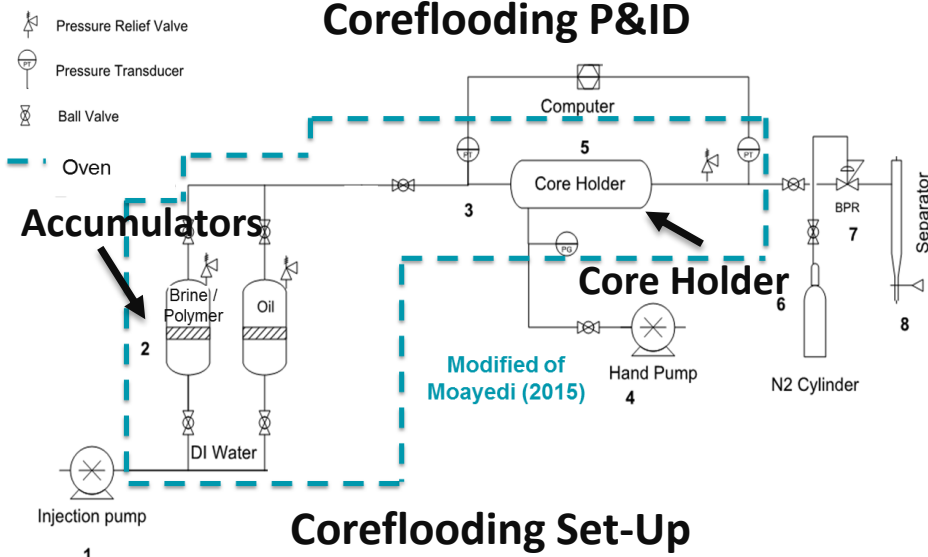 Coreflooding P&ID
Pressure Relief Valve
PT
Pressure Transducer
Ball Valve
Oven
Computer
5
PT
PT
Core Holder
3
Accumulators
BPR
7
Separator
PG
Core Holder
6
Brine /
Polymer
Oil
2
8
Modified of
Moayedi (2015)
Hand Pump
4
N2 Cylinder
DI Water
Injection pump
1
Coreflooding Set-Up